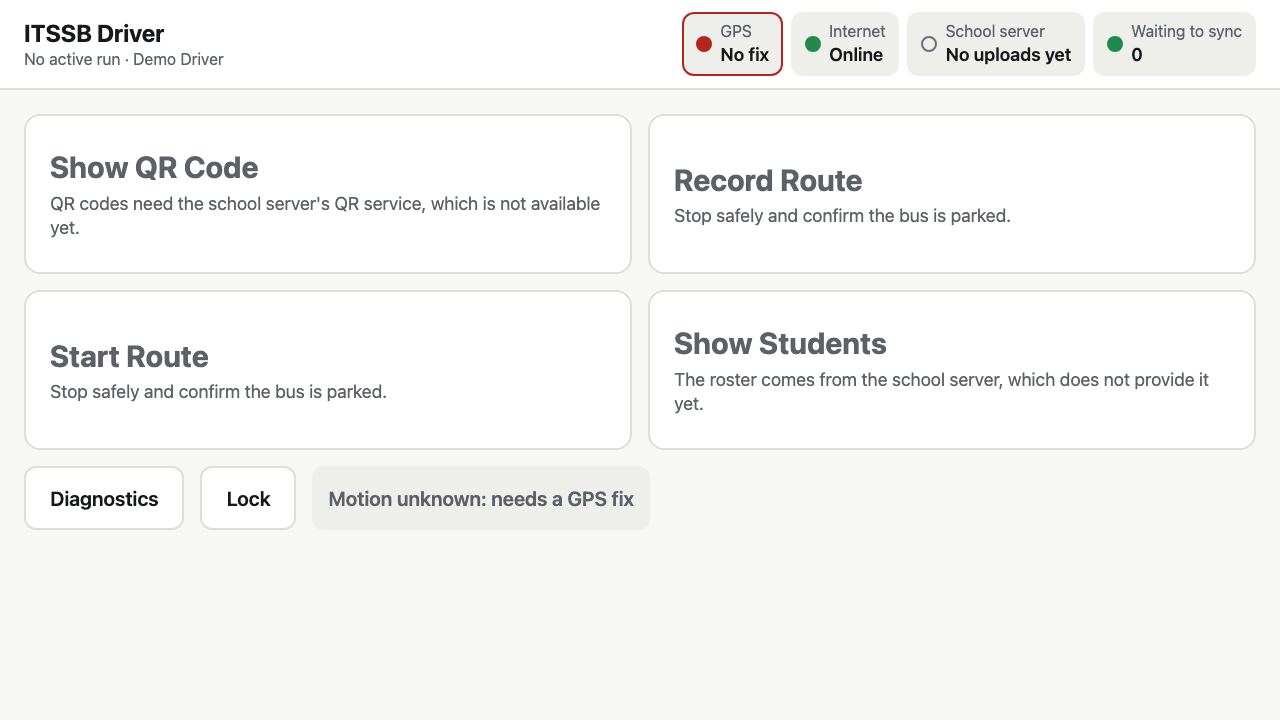 ITSSB Driver
No active run · Demo Driver
GPS
No fix
Internet
Online
School server
No uploads yet
Waiting to sync
0
Show QR Code
QR codes need the school server's QR service, which is not available
yet.
Record Route
Stop safely and confirm the bus is parked.
Start Route
Stop safely and confirm the bus is parked.
Show Students
The roster comes from the school server, which does not provide it
yet.
Diagnostics
Lock
Motion unknown: needs a GPS fix